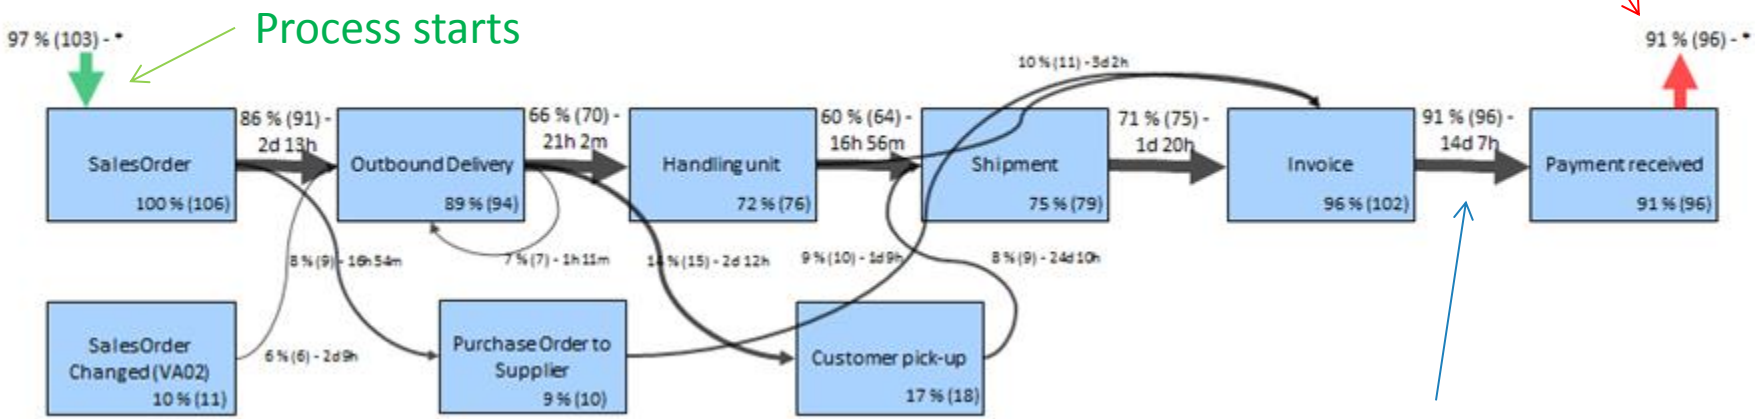 Process starts
97 % (103) - *
91 % (96) - *
10 % (11) - 3d 2h
86 % (91) -
2d 13h
66 % (70) -
21h 2m
60 % (64) -
16h 56m
71 % (75) -
1d 20h
91 % (96) -
14d 7h
SalesOrder
100 % (106)
Outbound Delivery
89 % (94)
Handling unit
72 % (76)
Shipment
75 % (79)
Invoice
96 % (102)
Payment received
91 % (96)
8 % (9) - 16h 54m
7 % (7) - 1h 11m
14 % (15) - 2d 12h
9 % (10) - 1d 9h
8 % (9) - 24d 10h
SalesOrder
Changed (VA02)
10 % (11)
6 % (6) - 2d 9h
Purchase Order to
Supplier
9 % (10)
Customer pick-up
17 % (18)